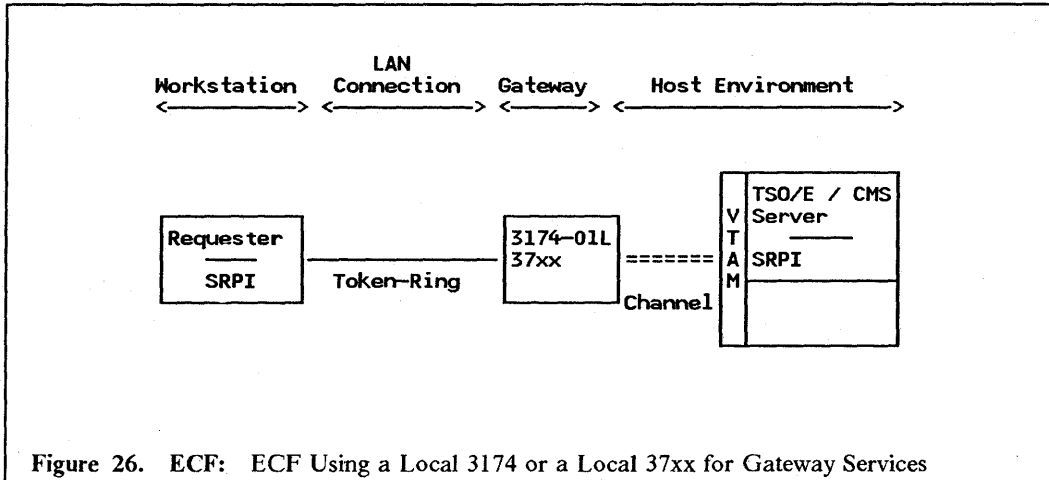 LAN
Workstation Connection Gateway Host Environment
TSO/E / CMS
Server
SRPI
VTAM
Requester
SRPI
Token-Ring
3174-01L
37xx
Channel
Figure 26. ECF: ECF Using a Local 3174 or a Local 37xx for Gateway Services